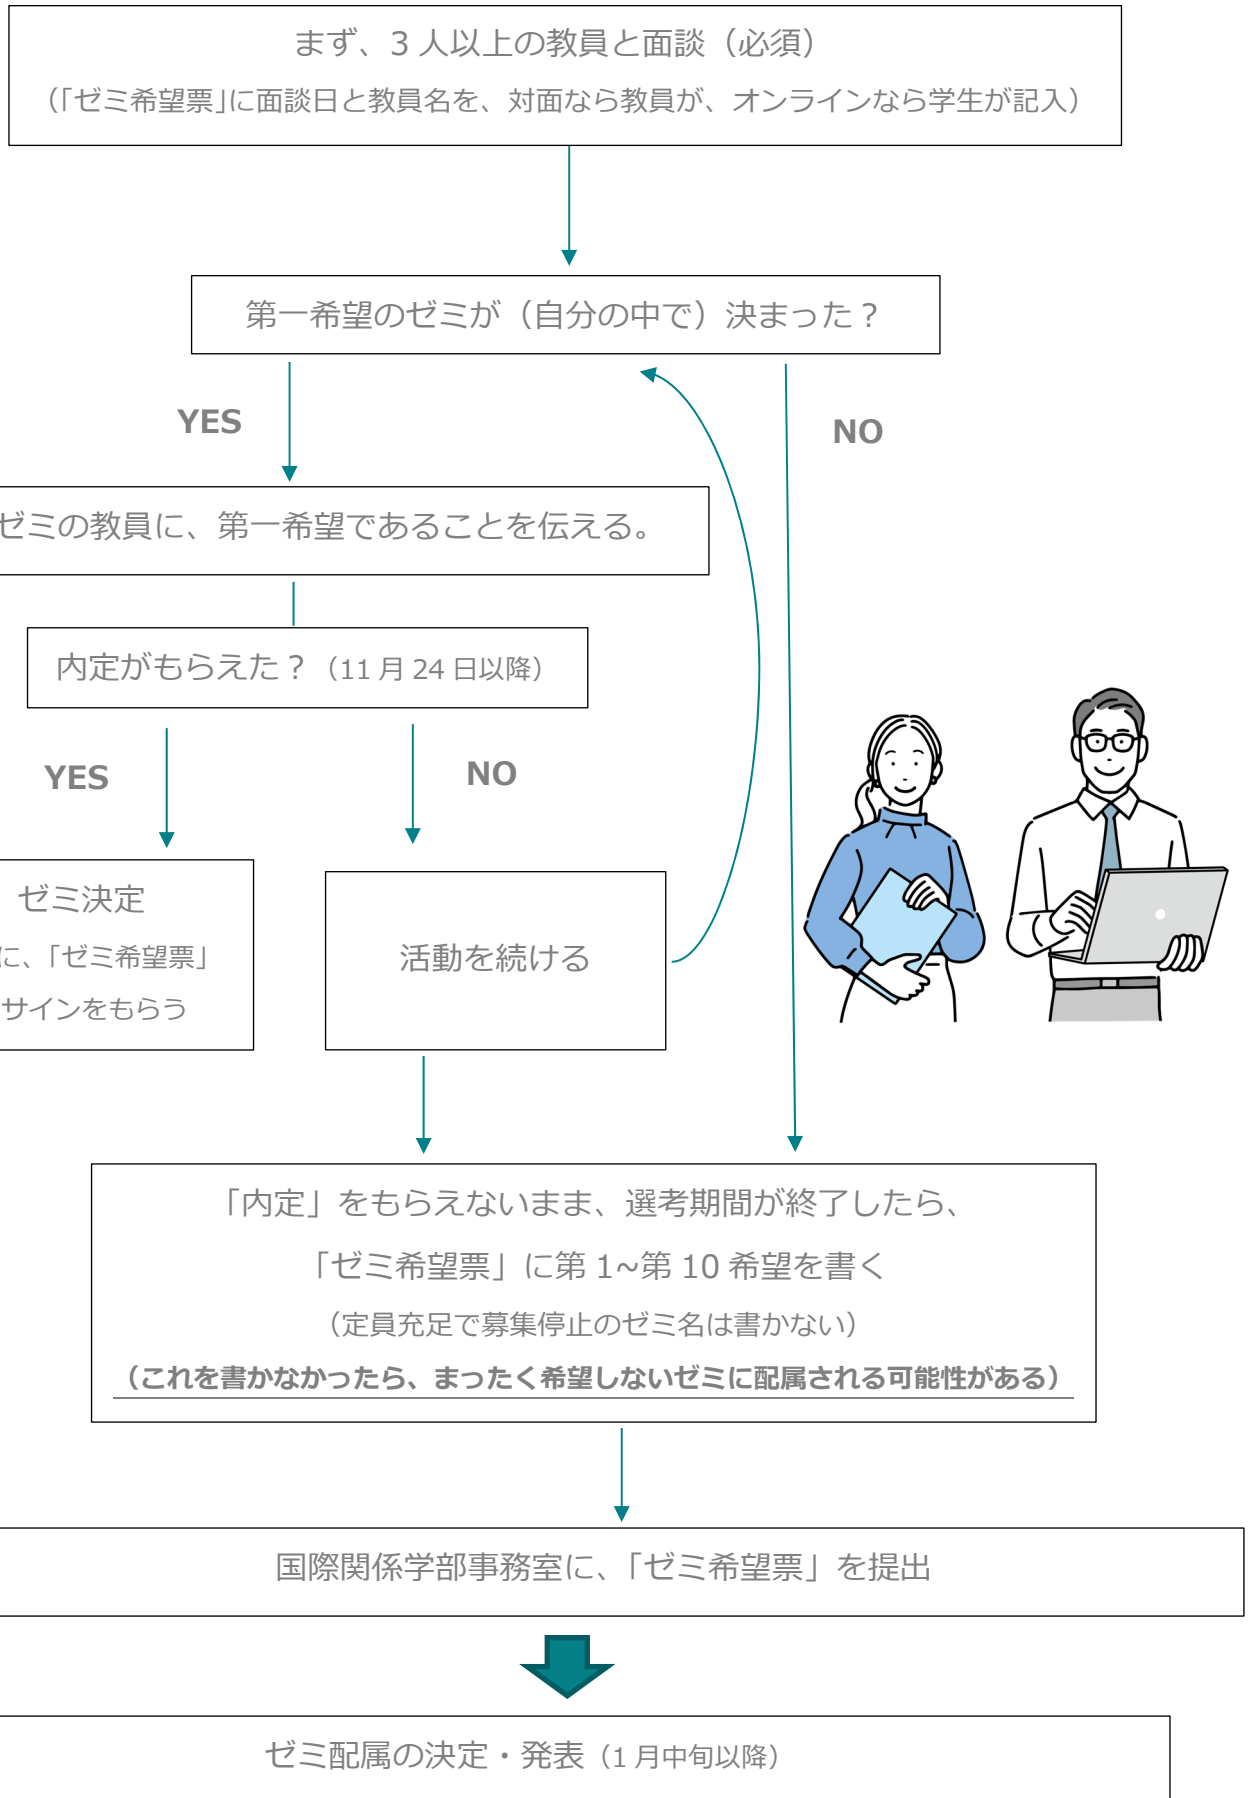 まず、3 人以上の教員と面談（必須）
（「ゼミ希望票」に面談日と教員名を、対面なら教員が、オンラインなら学生が記入）
第一希望のゼミが（自分の中で）決まった？
YES
NO
ゼミの教員に、第一希望であることを伝える。
内定がもらえた？（11 月 24 日以降）
YES
NO
ゼミ決定
に、「ゼミ希望票」
サインをもらう
活動を続ける
「内定」をもらえないまま、選考期間が終了したら、
「ゼミ希望票」に第 1~第 10 希望を書く
（定員充足で募集停止のゼミ名は書かない）
（これを書かなかったら、まったく希望しないゼミに配属される可能性がある）
国際関係学部事務室に、「ゼミ希望票」を提出
ゼミ配属の決定・発表（1 月中旬以降）